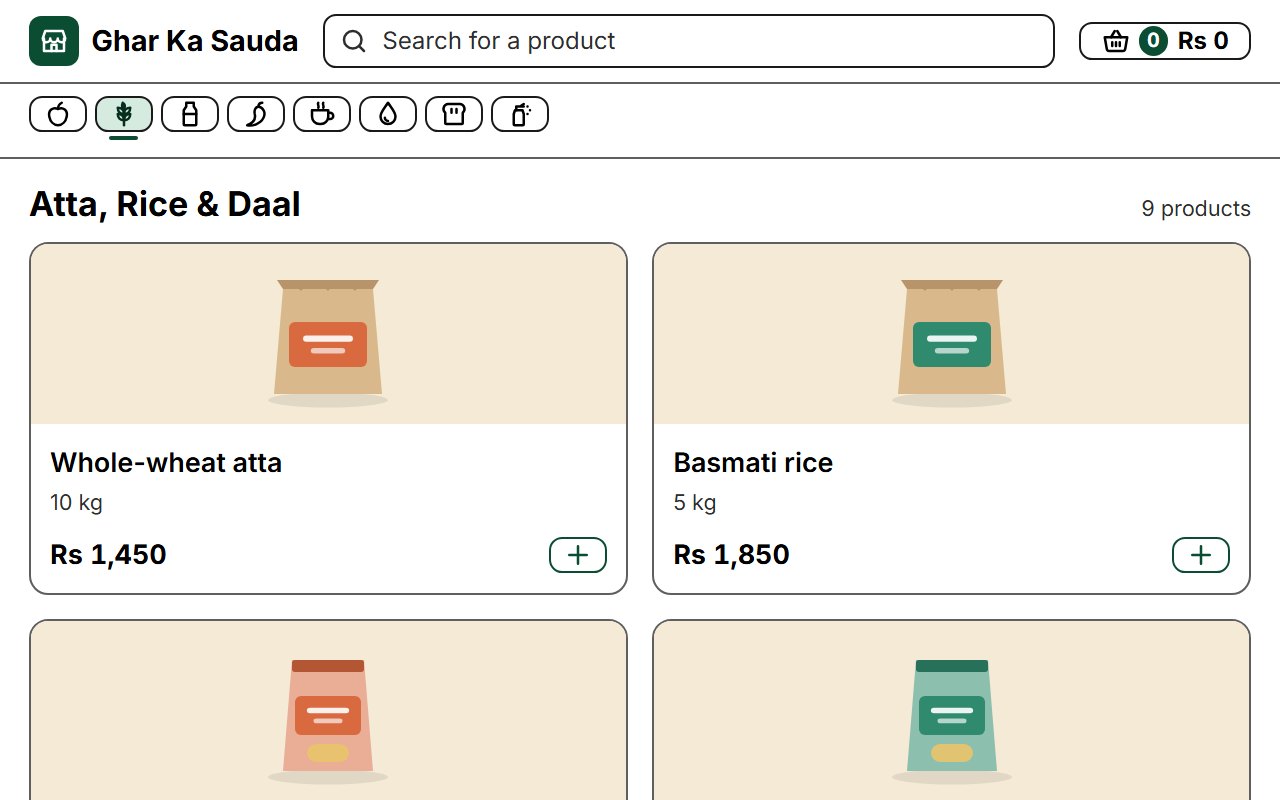 Ghar Ka Sauda
Search for a product
0 Rs 0
Atta, Rice & Daal
9 products
Whole-wheat atta
10 kg
Rs 1,450
Basmati rice
5 kg
Rs 1,850